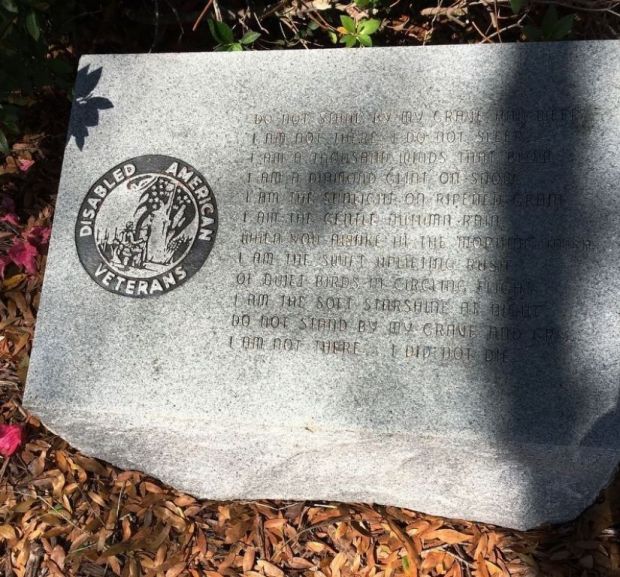 DISABLED AMERICAN
VETERANS
DO NOT STAND BY MY GRAVE AND WEEP
I AM NOT THERE. I DO NOT SLEEP
I AM A THOUSAND WINDS THAT BLOW
I AM A DIAMOND GLINT ON SNOW
I AM THE SUNLIGHT ON RIPENED GRAIN
I AM THE GENTLE AUTUMN RAIN
WHEN YOU AWAKE IN THE MORNING HUSH
I AM THE SWIFT UPLIFTING RUSH
OF QUIET BIRDS IN CIRCLING FLIGHT
I AM THE SOFT STARSHINE AT NIGHT
DO NOT STAND BY MY GRAVE AND CRY
I AM NOT THERE. I DID NOT DIE